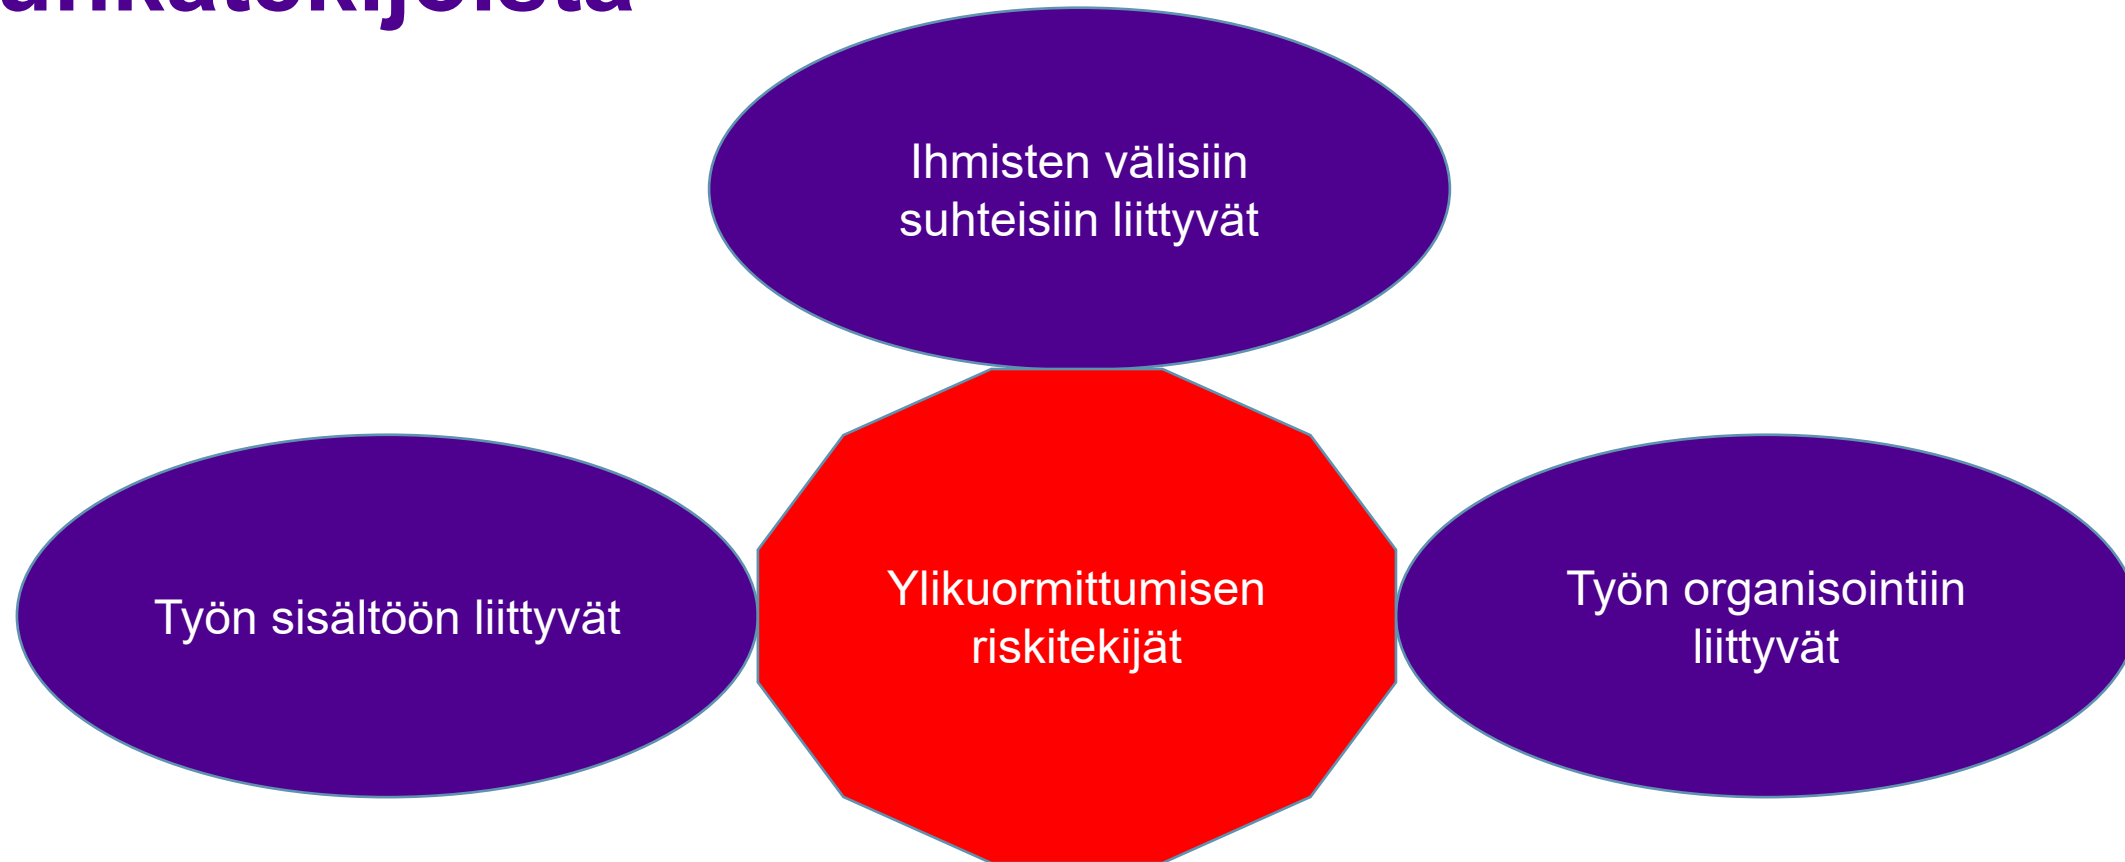 Ihmisten välisiin
suhteisiin liittyvät
Työn sisältöön liittyvät
Ylikuormittumisen
riskitekijät
Työn organisointiin
liittyvät